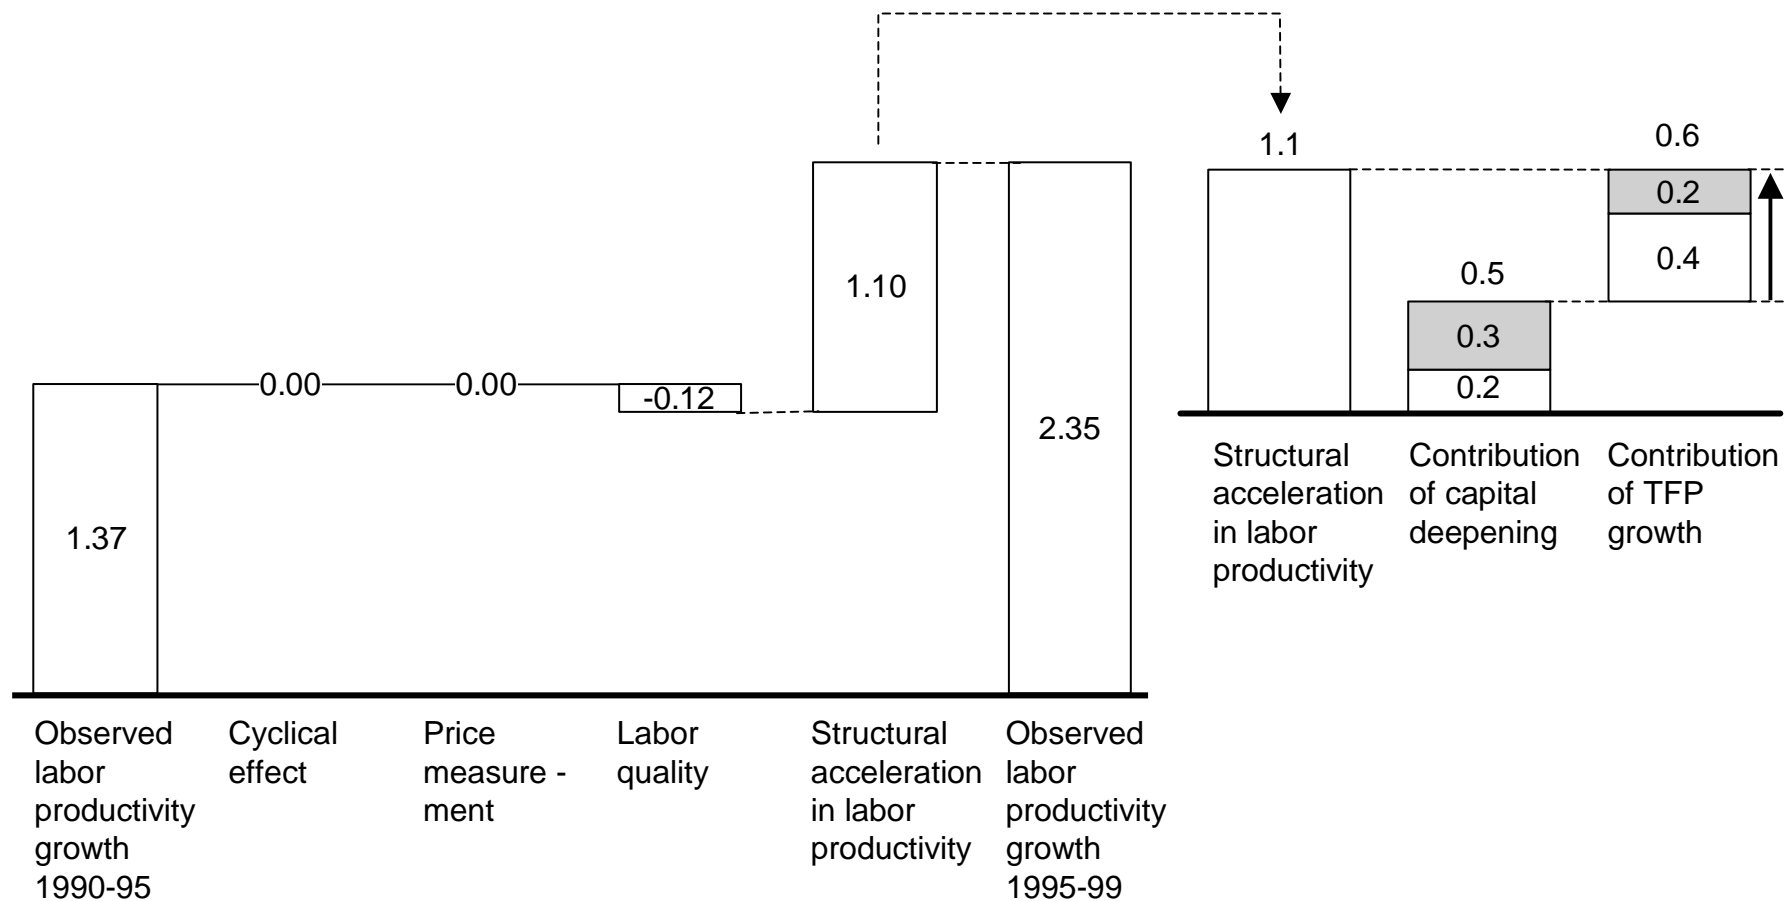 1.1
0.6
0.2
0.4
0.5
0.3
0.2
1.10
0.00
0.00
-0.12
2.35
1.37
Structural
acceleration
in labor
productivity
Contribution
of capital
deepening
Contribution
of TFP
growth
Observed
labor
productivity
growth
1990-95
Cyclical
effect
Price
measure -
ment
Labor
quality
Structural
acceleration
in labor
productivity
Observed
labor
productivity
growth
1995-99